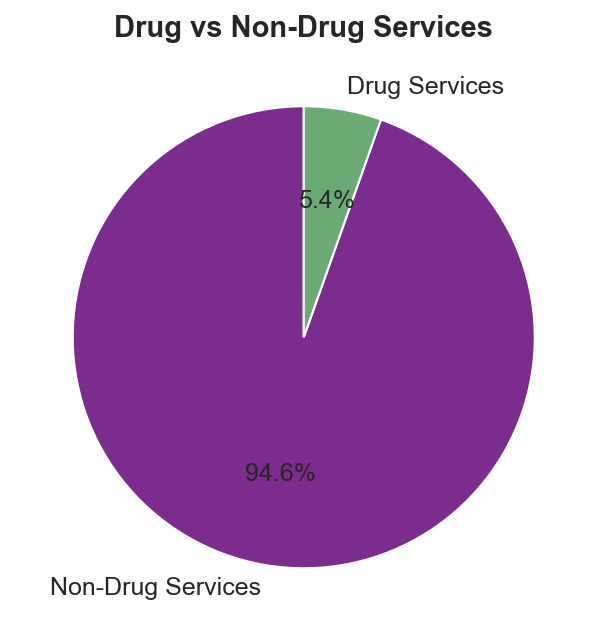 Drug vs Non-Drug Services
Drug Services
5.4%
94.6%
Non-Drug Services